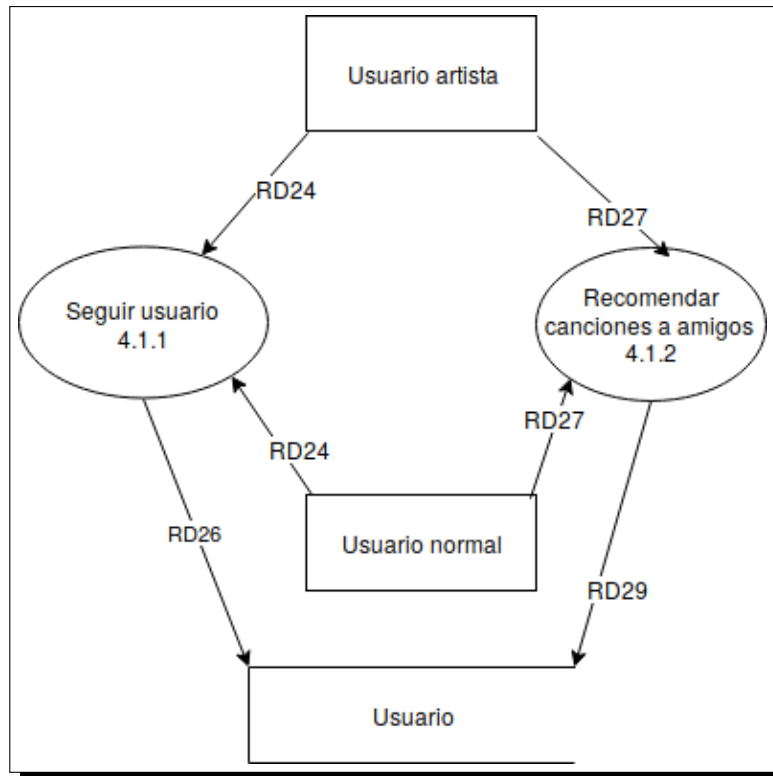 Usuario artista
RD24
RD27
Seguir usuario
4.1.1
Recomendar
canciones a amigos
4.1.2
RD24
RD27
RD26
Usuario normal
RD29
Usuario